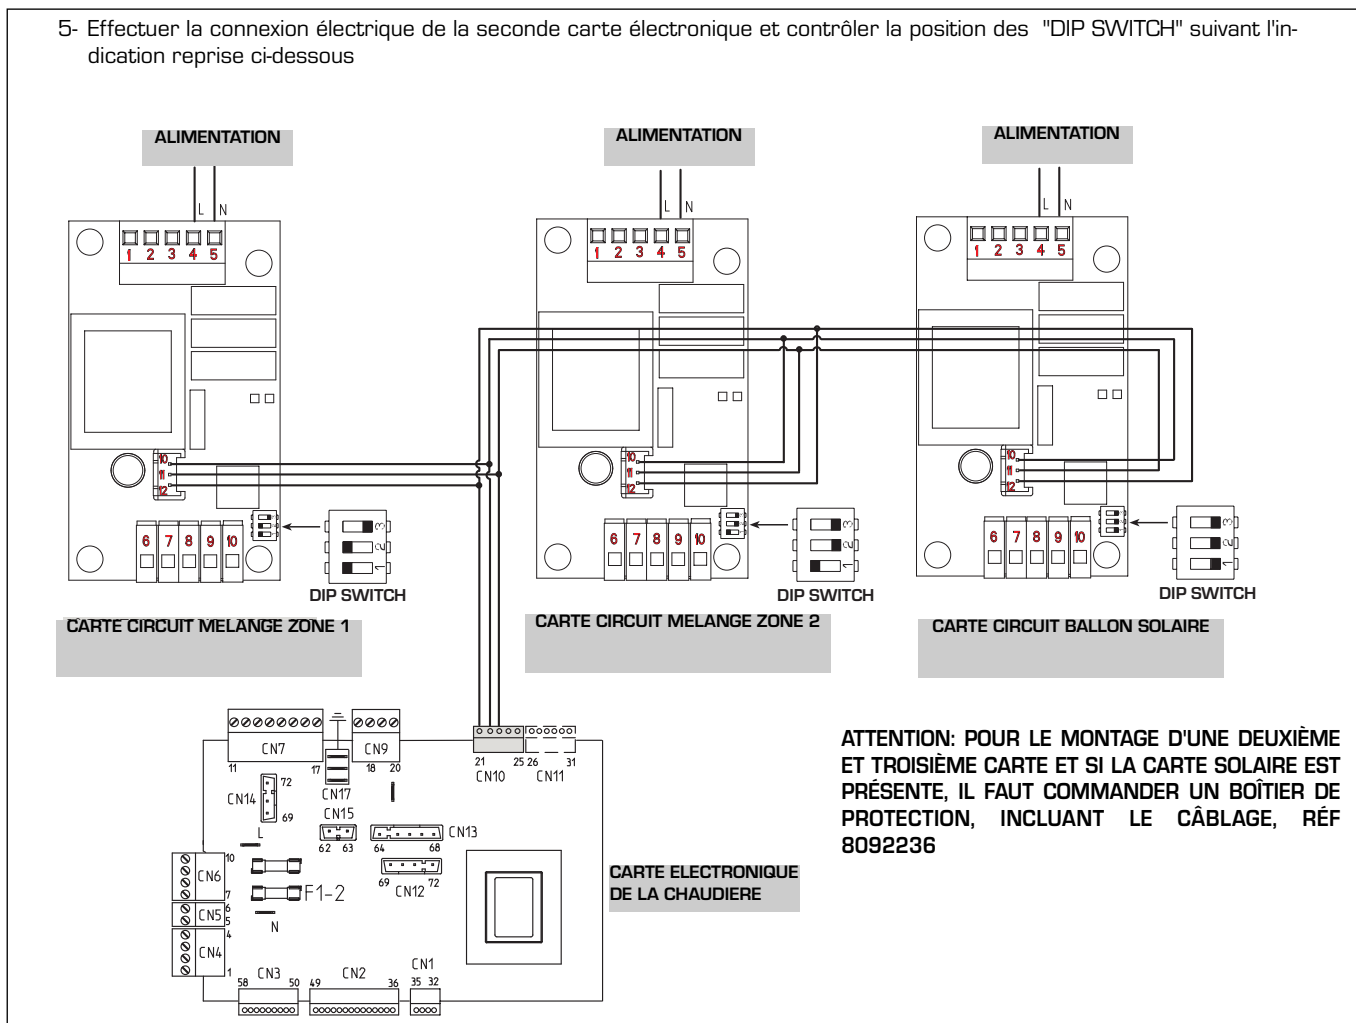 5- Effectuer la connexion électrique de la seconde carte électronique et contrôler la position des "DIP SWITCH" suivant l'in-
dication reprise ci-dessous
ALIMENTATION
ALIMENTATION
ALIMENTATION
L N
L N
L N
1 2 3 4 5
1 2 3 4 5
1 2 3 4 5
10
11
12
10
11
12
10
11
12
6 7 8 9 10
3
2
1
6 7 8 9 10
3
2
1
6 7 8 9 10
3
2
1
DIP SWITCH
DIP SWITCH
DIP SWITCH
CARTE CIRCUIT MELANGE ZONE 1
CARTE CIRCUIT MELANGE ZONE 2
CARTE CIRCUIT BALLON SOLAIRE
CN7
11 17
CN17
CN9
18 20
21 25
CN10
26 31
CN11
CN14
72
69
CN15
62 63
CN13
64 68
CN12
69 72
L
F1-2
N
10
CN6
7
6
CN5
5
4
CN4
1
CN3
58 50
CN2
49 36
CN1
35 32
CARTE ELECTRONIQUE
DE LA CHAUDIERE
ATTENTION: POUR LE MONTAGE D'UNE DEUXIÈME
ET TROISIÈME CARTE ET SI LA CARTE SOLAIRE EST
PRÉSENTE, IL FAUT COMMANDER UN BOÎTIER DE
PROTECTION, INCLUANT LE CÂBLAGE, RÉF
8092236